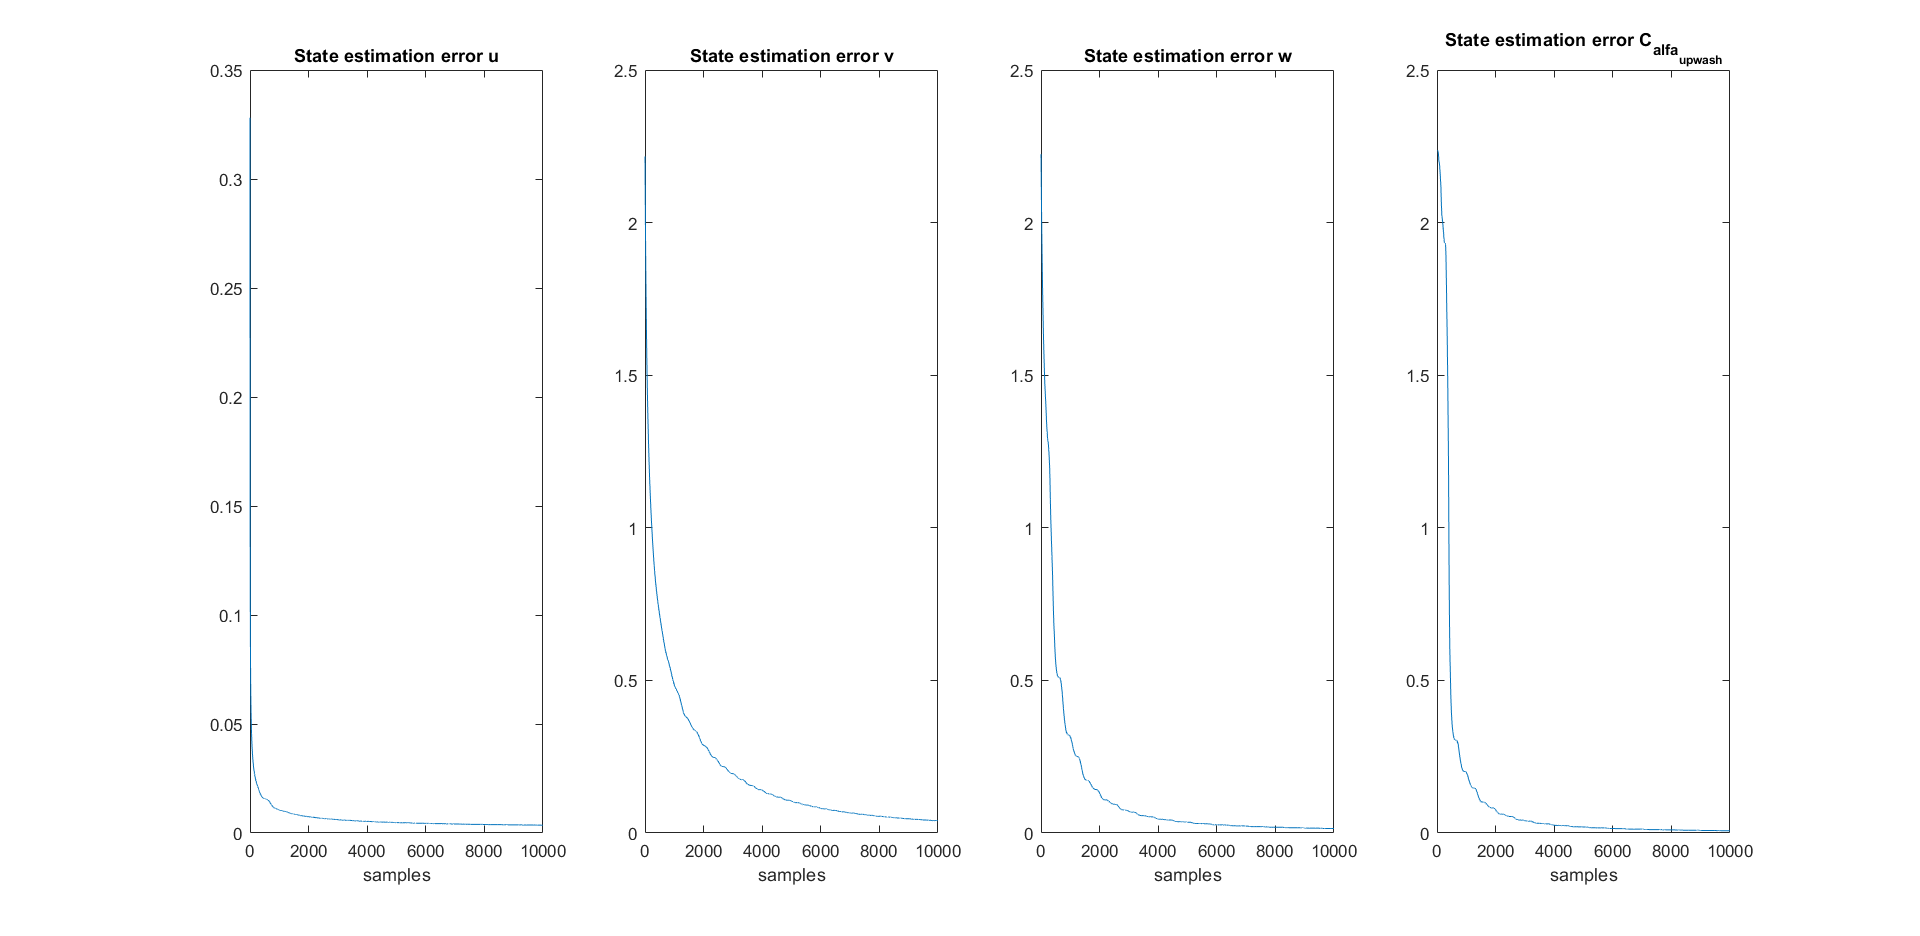 State estimation error u
0.35
0.3
0.25
0.2
0.15
0.1
0.05
0
0 2000 4000 6000 8000 10000
samples
State estimation error v
2.5
2
1.5
1
0.5
0
0 2000 4000 6000 8000 10000
samples
State estimation error w
2.5
2
1.5
1
0.5
0
0 2000 4000 6000 8000 10000
samples
State estimation error C alfa upwash
2.5
2
1.5
1
0.5
0
0 2000 4000 6000 8000 10000
samples